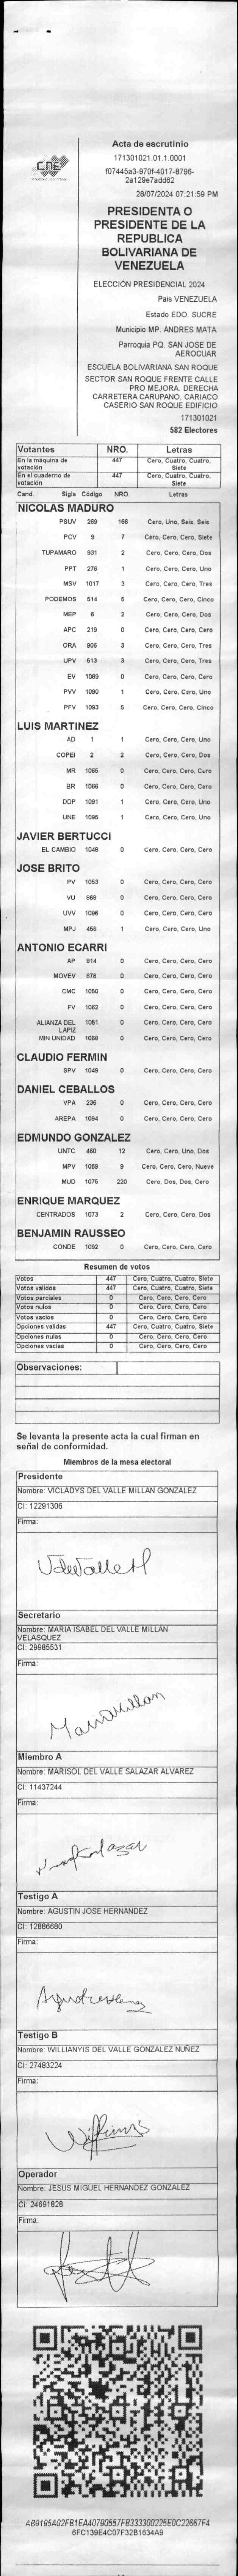 CNE
Acta de escrutinio
171301021.01.1.0001
f07445a3-970f-4017-8796-
2a129e7add62
28/07/2024 07:21:59 PM
PRESIDENTA O
PRESIDENTE DE LA
REPUBLICA
BOLIVARIANA DE
VENEZUELA
ELECCIÓN PRESIDENCIAL 2024
Pais VENEZUELA
Estado EDO. SUCRE
Municipio MP. ANDRES MATA
Parroquia PQ. SAN JOSE DE
AEROCUAR
ESCUELA BOLIVARIANA SAN ROQUE
SECTOR SAN ROQUE FRENTE CALLE
PRO MEJORA. DERECHA
CARRETERA CARUPANO. CARIACO
CASERIO SAN ROQUE EDIFICIO
171301021
582 Electores
Votantes NRO. Letras
En la máquina de votación 447 Cero, Cuatro, Cuatro, Siete
En el cuaderno de votación 447 Cero, Cuatro, Cuatro, Siete
Cand. Sigla Código NRO. Letras
NICOLAS MADURO
PSUV 269 166 Cero, Uno, Seis, Seis
PCV 9 7 Cero, Cero, Cero, Siete
TUPAMARO 931 2 Cero, Cero, Cero, Dos
PPT 276 1 Cero, Cero, Cero, Uno
MSV 1017 3 Cero, Cero, Cero, Tres
PODEMOS 514 5 Cero, Cero, Cero, Cinco
MEP 6 2 Cero, Cero, Cero, Dos
APC 219 0 Cero, Cero, Cero, Cero
ORA 906 3 Cero, Cero, Cero, Tres
UPV 613 3 Cero, Cero, Cero, Tres
EV 1099 0 Cero, Cero, Cero, Cero
PVV 1090 1 Cero, Cero, Cero, Uno
PFV 1093 5 Cero, Cero, Cero, Cinco
LUIS MARTINEZ
AD 1 1 Cero, Cero, Cero, Uno
COPEI 2 2 Cero, Cero, Cero, Dos
MR 1065 0 Cero, Cero, Cero, Cero
BR 1066 0 Cero, Cero, Cero, Cero
DDP 1091 1 Cero, Cero, Cero, Uno
UNE 1095 1 Cero, Cero, Cero, Uno
JAVIER BERTUCCI
EL CAMBIO 1048 0 Cero, Cero, Cero, Cero
JOSE BRITO
PV 1053 0 Cero, Cero, Cero, Cero
VU 868 0 Cero, Cero, Cero, Cero
UVV 1096 0 Cero, Cero, Cero, Cero
MPJ 458 1 Cero, Cero, Cero, Uno
ANTONIO ECARRI
AP 814 0 Cero, Cero, Cero, Cero
MOVEV 878 0 Cero, Cero, Cero, Cero
CMC 1050 0 Cero, Cero, Cero, Cero
FV 1062 0 Cero, Cero, Cero, Cero
ALIANZA DEL LAPIZ 1051 0 Cero, Cero, Cero, Cero
MIN UNIDAD 1088 0 Cero, Cero, Cero, Cero
CLAUDIO FERMIN
SPV 1049 0 Cero, Cero, Cero, Cero
DANIEL CEBALLOS
VPA 236 0 Cero, Cero, Cero, Cero
AREPA 1094 0 Cero, Cero, Cero, Cero
EDMUNDO GONZALEZ
UNTC 460 12 Cero, Cero, Uno, Dos
MPV 1069 9 Cero, Cero, Cero, Nueve
MUD 1075 220 Cero, Dos, Dos, Cero
ENRIQUE MARQUEZ
CENTRADOS 1073 2 Cero, Cero, Cero, Dos
BENJAMIN RAUSSEO
CONDE 1092 0 Cero, Cero, Cero, Cero
Resumen de votos
Votos 447 Cero, Cuatro, Cuatro, Siete
Votos validos 447 Cero, Cuatro, Cuatro, Siete
Votos parciales 0 Cero, Cero, Cero, Cero
Votos nulos 0 Cero, Cero, Cero, Cero
Votos vacios 0 Cero, Cero, Cero, Cero
Opciones validas 447 Cero, Cuatro, Cuatro, Siete
Opciones nulas 0 Cero, Cero, Cero, Cero
Opciones vacias 0 Cero, Cero, Cero, Cero
Observaciones:
Se levanta la presente acta la cual firman en
señal de conformidad.
Miembros de la mesa electoral
Presidente
Nombre: VICLADYS DEL VALLE MILLAN GONZALEZ
CI: 12291306
Firma:
Secretario
Nombre: MARIA ISABEL DEL VALLE MILLAN
VELASQUEZ
CI: 29985531
Firma:
Maria Millan
Miembro A
Nombre: MARISOL DEL VALLE SALAZAR ALVAREZ
CI: 11437244
Firma:
Testigo A
Nombre: AGUSTIN JOSE HERNANDEZ
CI: 12886680
Firma:
Testigo B
Nombre: WILLIANYIS DEL VALLE GONZALEZ NUÑEZ
CI: 27483224
Firma:
Operador
Nombre: JESUS MIGUEL HERNANDEZ GONZALEZ
CI: 24691828
Firma:
AB9195A02FB1EA40790557FB333300225E0C22667F4
6FC139E4C07F32B1634A9